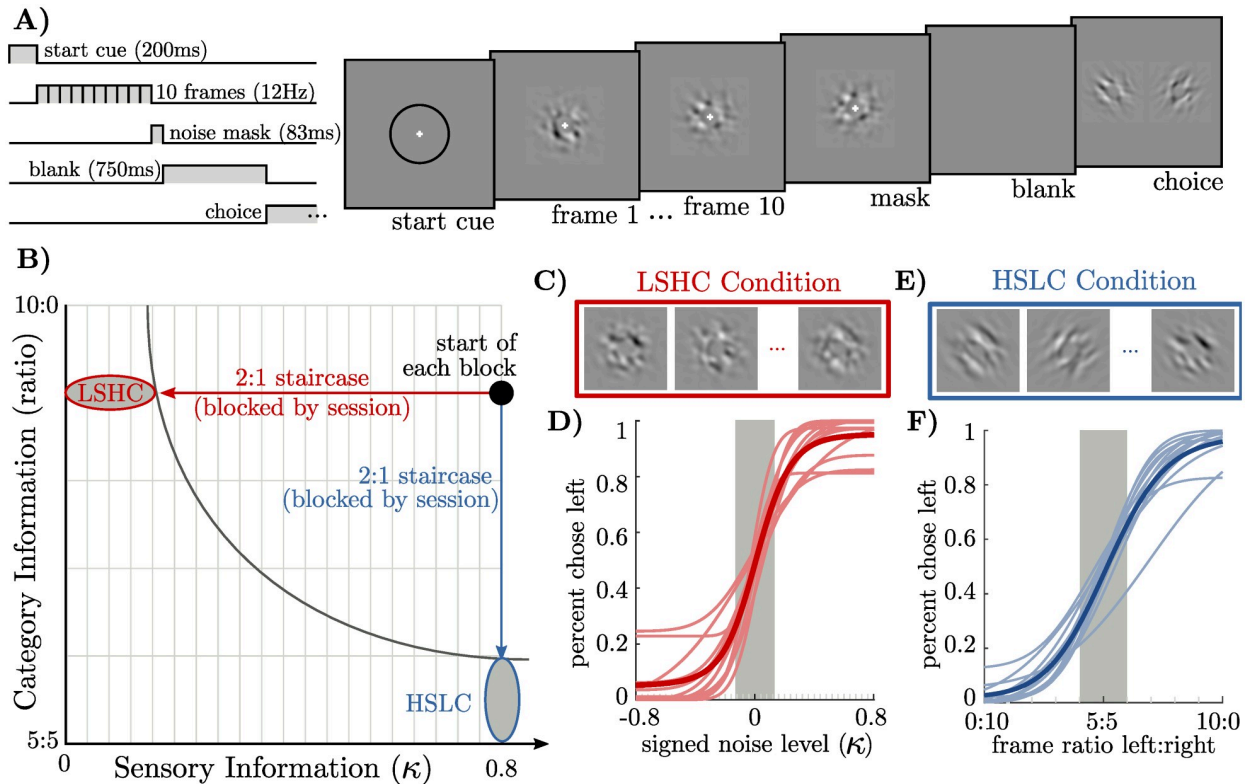 A)
start cue (200ms)
10 frames (12Hz)
noise mask (83ms)
blank (750ms)
choice
...
start cue
frame 1 ... frame 10
mask
blank
choice
B)
10:0
Category Information (ratio)
5:5
0
Sensory Information (κ)
0.8
start of
each block
LSHC
2:1 staircase
(blocked by session)
2:1 staircase
(blocked by session)
HSLC
C)
LSHC Condition
...
D)
percent chose left
1
0.8
0.6
0.4
0.2
0
-0.8
0
0.8
signed noise level (κ)
E)
HSLC Condition
...
F)
percent chose left
1
0.8
0.6
0.4
0.2
0
0:10
5:5
10:0
frame ratio left:right